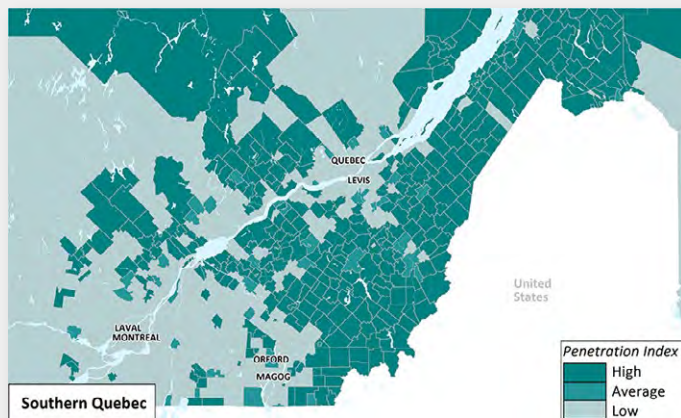 QUEBEC
LEVIS
United
States
LAVAL
MONTREAL
ORFORD
MAGOG
Penetration Index
High
Average
Low
Southern Quebec